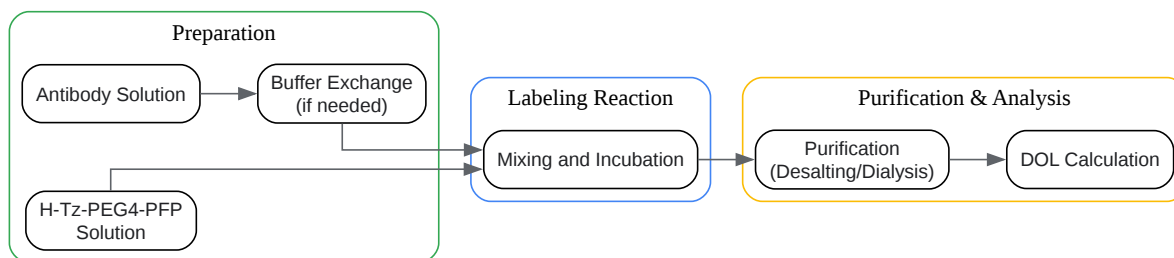 Preparation
Antibody Solution
Buffer Exchange
(if needed)
H-Tz-PEG4-PFP
Solution
Labeling Reaction
Mixing and Incubation
Purification & Analysis
Purification
(Desalting/Dialysis)
DOL Calculation